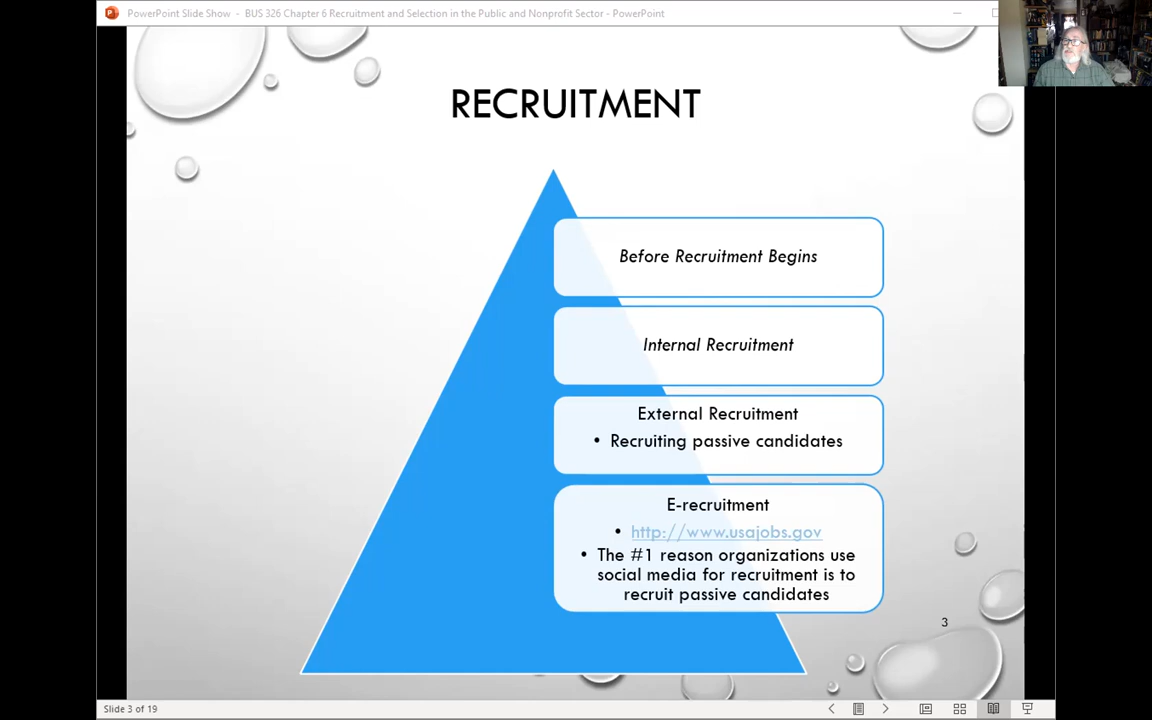 PowerPoint Slide Show - BUS 326 Chapter 6 Recruitment and Selection in the Public and Nonprofit Sector - PowerPoint
RECRUITMENT
Before Recruitment Begins
Internal Recruitment
External Recruitment
• Recruiting passive candidates
E-recruitment
• http://www.usajobs.gov
• The #1 reason organizations use
social media for recruitment is to
recruit passive candidates
3
Slide 3 of 19